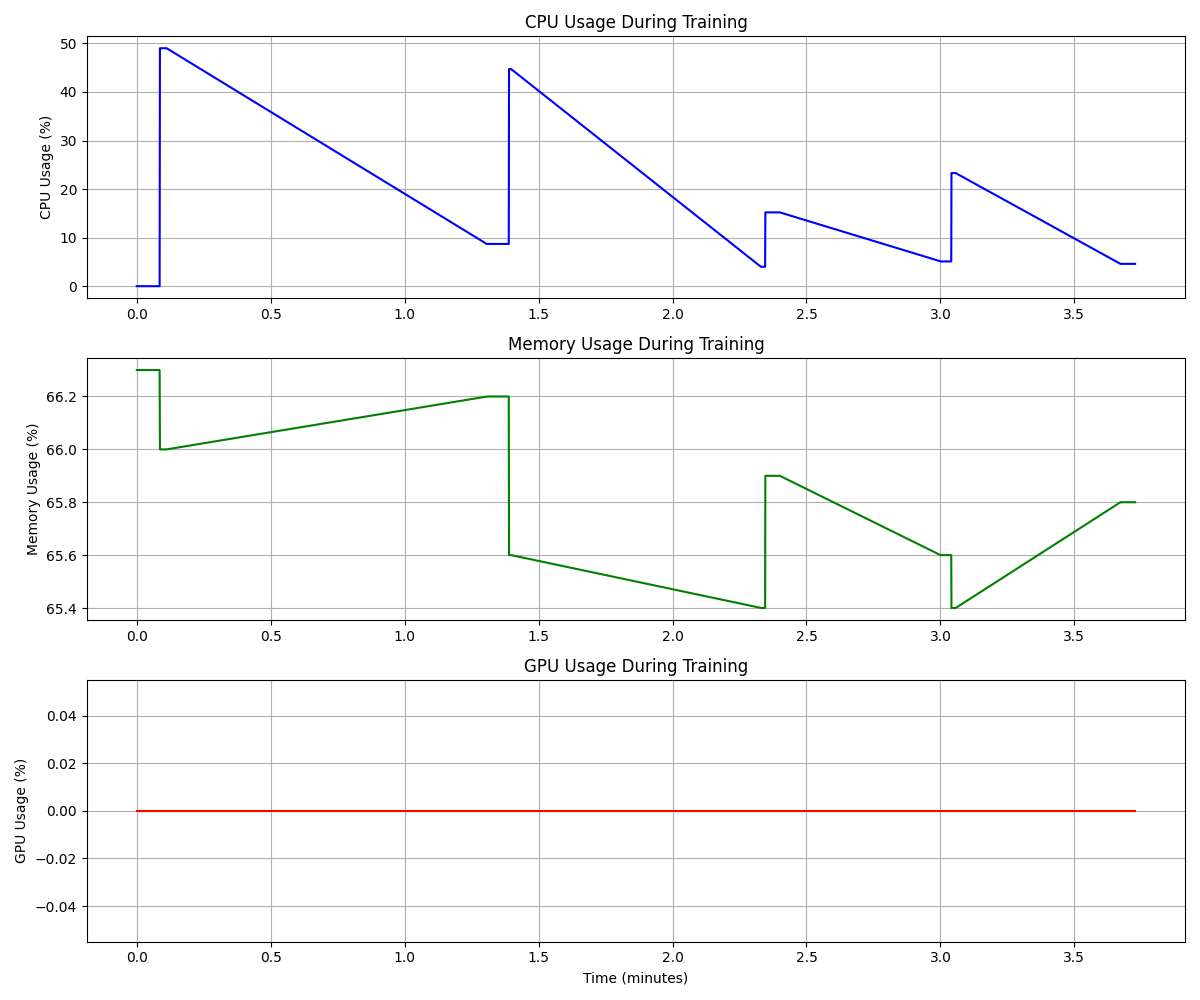 CPU Usage During Training
CPU Usage (%)
50
40
30
20
10
0
0.0 0.5 1.0 1.5 2.0 2.5 3.0 3.5
Memory Usage During Training
Memory Usage (%)
66.2
66.0
65.8
65.6
65.4
0.0 0.5 1.0 1.5 2.0 2.5 3.0 3.5
GPU Usage During Training
GPU Usage (%)
0.04
0.02
0.00
−0.02
−0.04
0.0 0.5 1.0 1.5 2.0 2.5 3.0 3.5
Time (minutes)